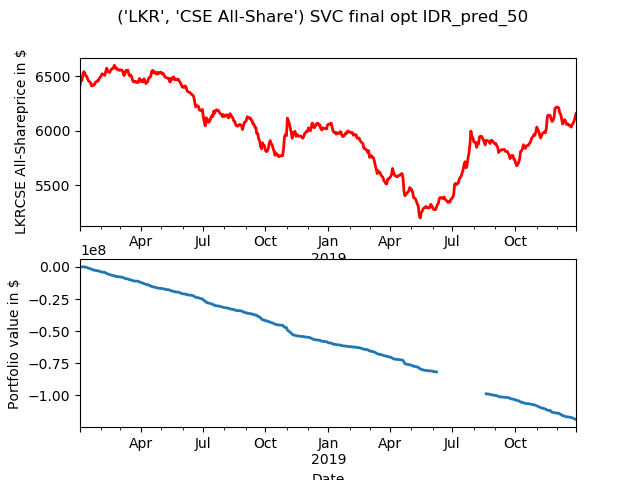 ('LKR', 'CSE All-Share') SVC final opt IDR_pred_50
LKRCSE All-Shareprice in $
6500
6000
5500
Apr Jul Oct Jan Apr Jul Oct
2019
1e8
Portfolio value in $
0.00
−0.25
−0.50
−0.75
−1.00
Apr Jul Oct Jan Apr Jul Oct
2019
Date